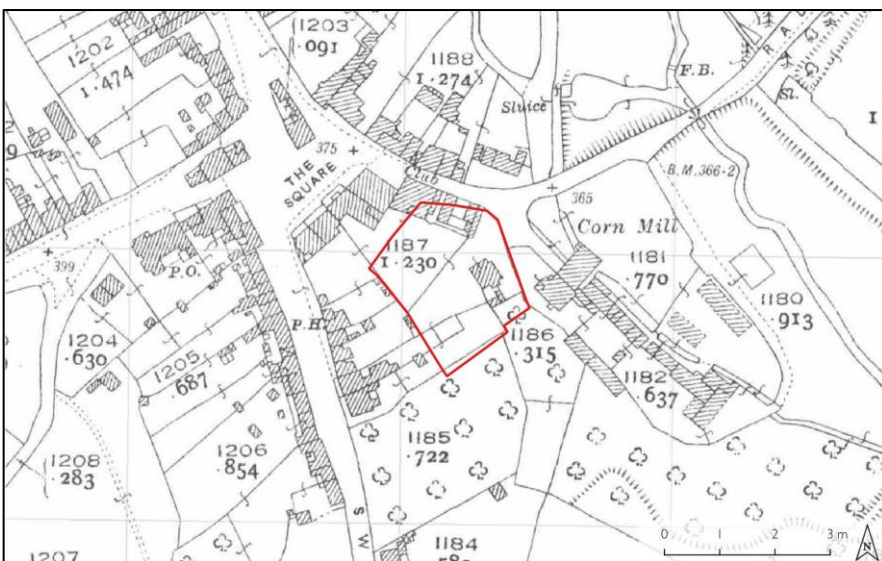 1202
1·474
1203
·091
1188
1·274
F.B.
Sluice
Sl.
375
THE
SQUARE
Club
B.M.366·2
365
Corn Mill
1187
1·230
1181
·770
399
P.O.
1180
·913
1204
·630
P.H.
1186
·315
1205
·687
1182
·637
1185
·722
1206
·854
1208
·283
S W
1207
1184
0 1 2 3 m
N